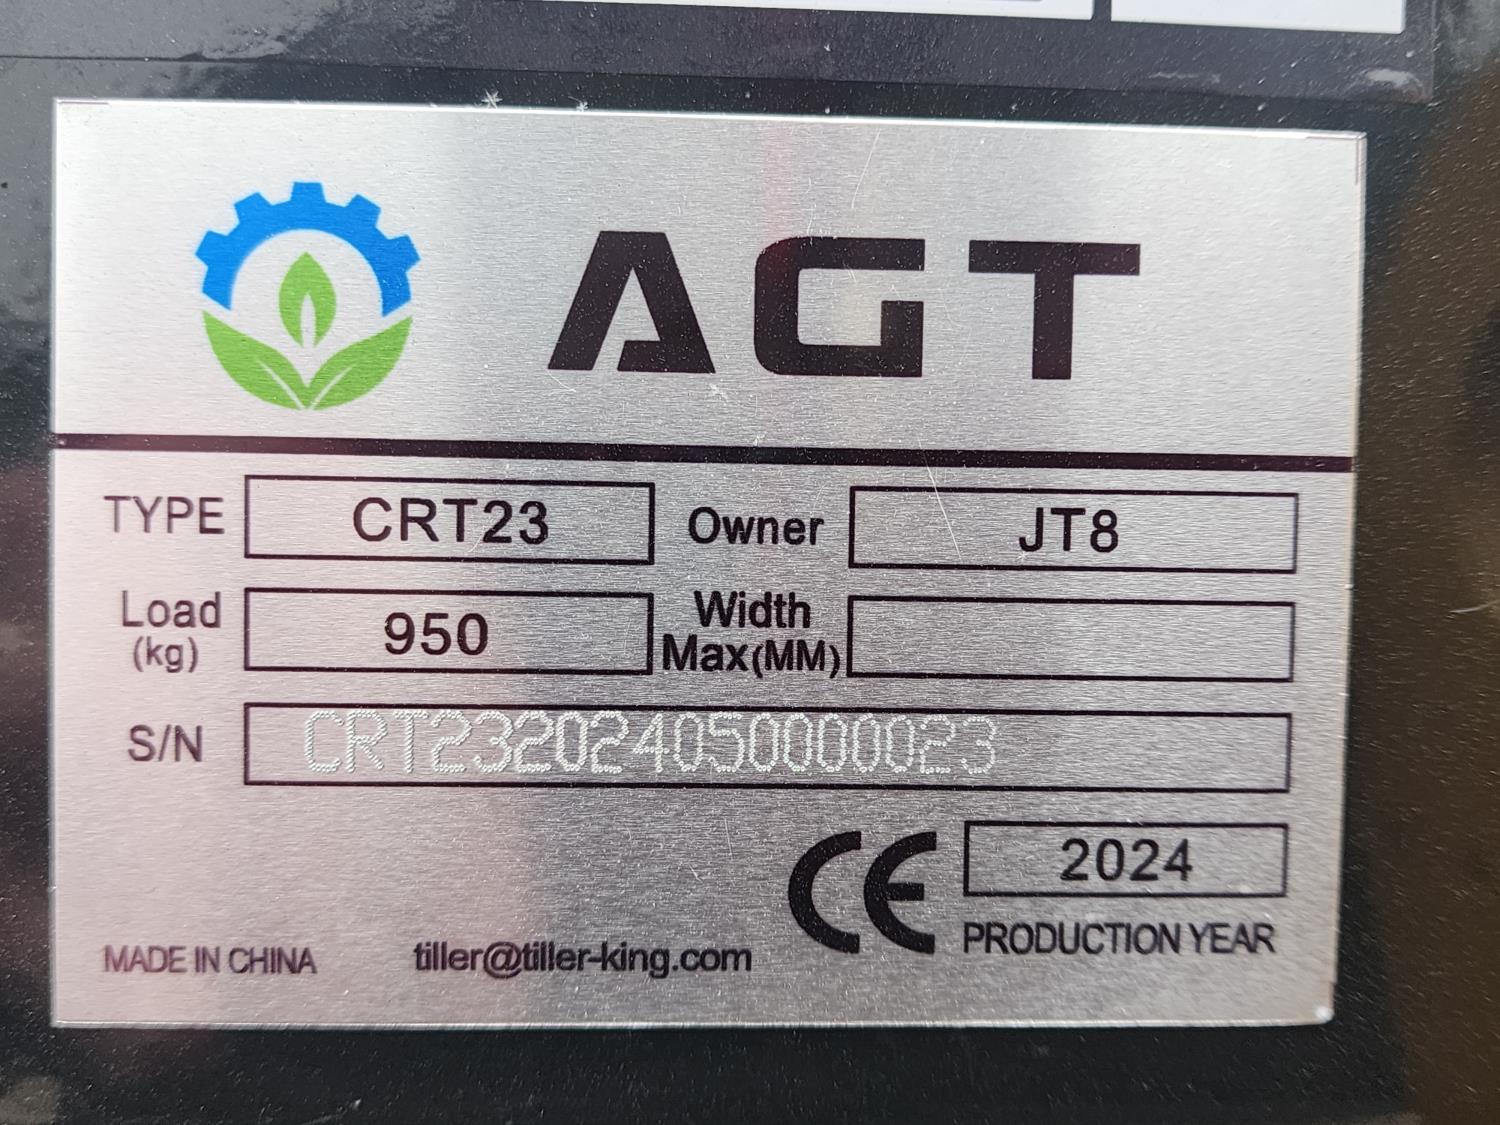 AGT
TYPE CRT23 Owner JT8
Load (kg) 950 Width Max(MM)
S/N CRT232024050000023
CE 2024
PRODUCTION YEAR
MADE IN CHINA tiller@tiller-king.com